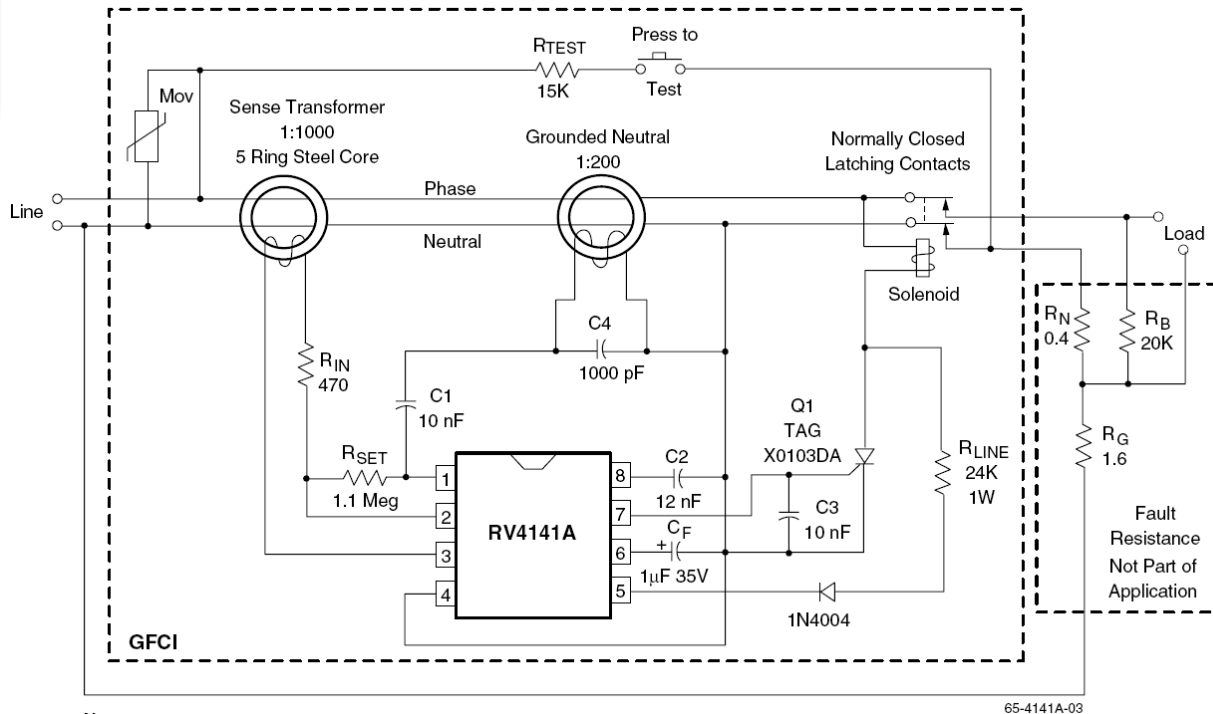 RTEST
15K
Press to
Test
Mov
Sense Transformer
1:1000
5 Ring Steel Core
Grounded Neutral
1:200
Normally Closed
Latching Contacts
Line
Phase
Neutral
Load
Solenoid
RIN
470
C4
1000 pF
C1
10 nF
RN
0.4
RB
20K
RG
1.6
Q1
TAG
X0103DA
RLINE
24K
1W
RSET
1.1 Meg
1
2
3
4
RV4141A
8
7
6
5
C2
12 nF
C3
10 nF
CF
+
1μF 35V
1N4004
Fault
Resistance
Not Part of
Application
GFCI
65-4141A-03